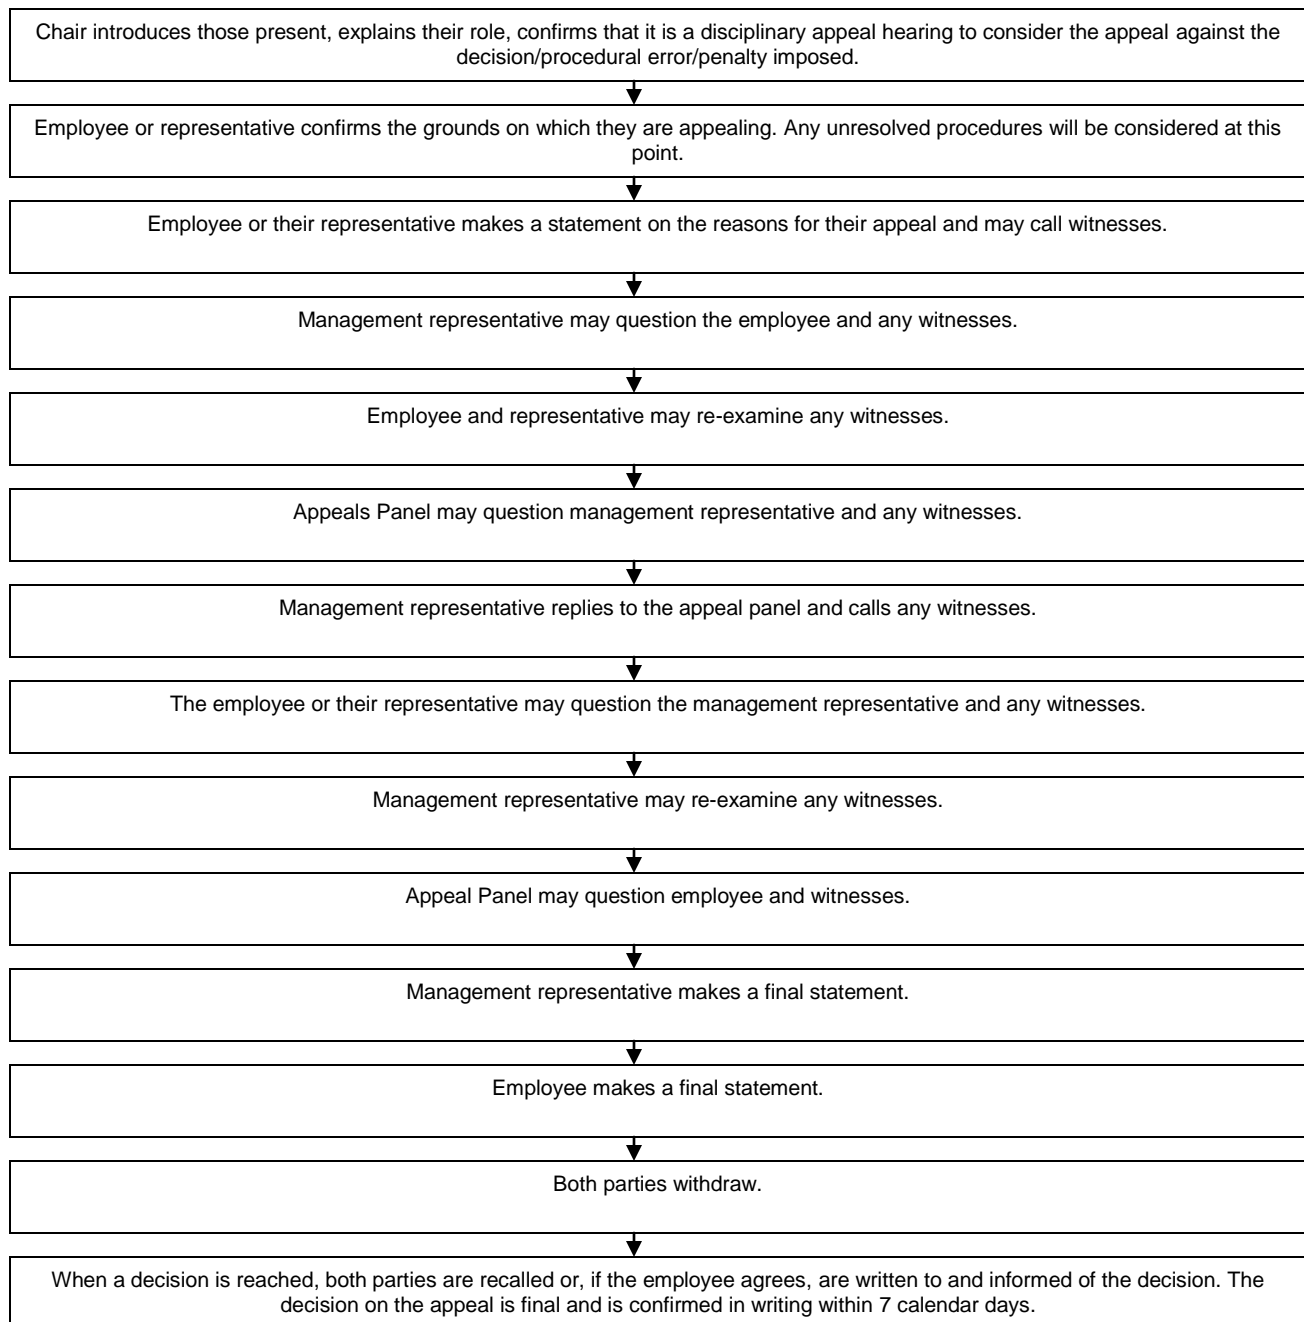 Chair introduces those present, explains their role, confirms that it is a disciplinary appeal hearing to consider the appeal against the
decision/procedural error/penalty imposed.
Employee or representative confirms the grounds on which they are appealing. Any unresolved procedures will be considered at this
point.
Employee or their representative makes a statement on the reasons for their appeal and may call witnesses.
Management representative may question the employee and any witnesses.
Employee and representative may re-examine any witnesses.
Appeals Panel may question management representative and any witnesses.
Management representative replies to the appeal panel and calls any witnesses.
The employee or their representative may question the management representative and any witnesses.
Management representative may re-examine any witnesses.
Appeal Panel may question employee and witnesses.
Management representative makes a final statement.
Employee makes a final statement.
Both parties withdraw.
When a decision is reached, both parties are recalled or, if the employee agrees, are written to and informed of the decision. The
decision on the appeal is final and is confirmed in writing within 7 calendar days.